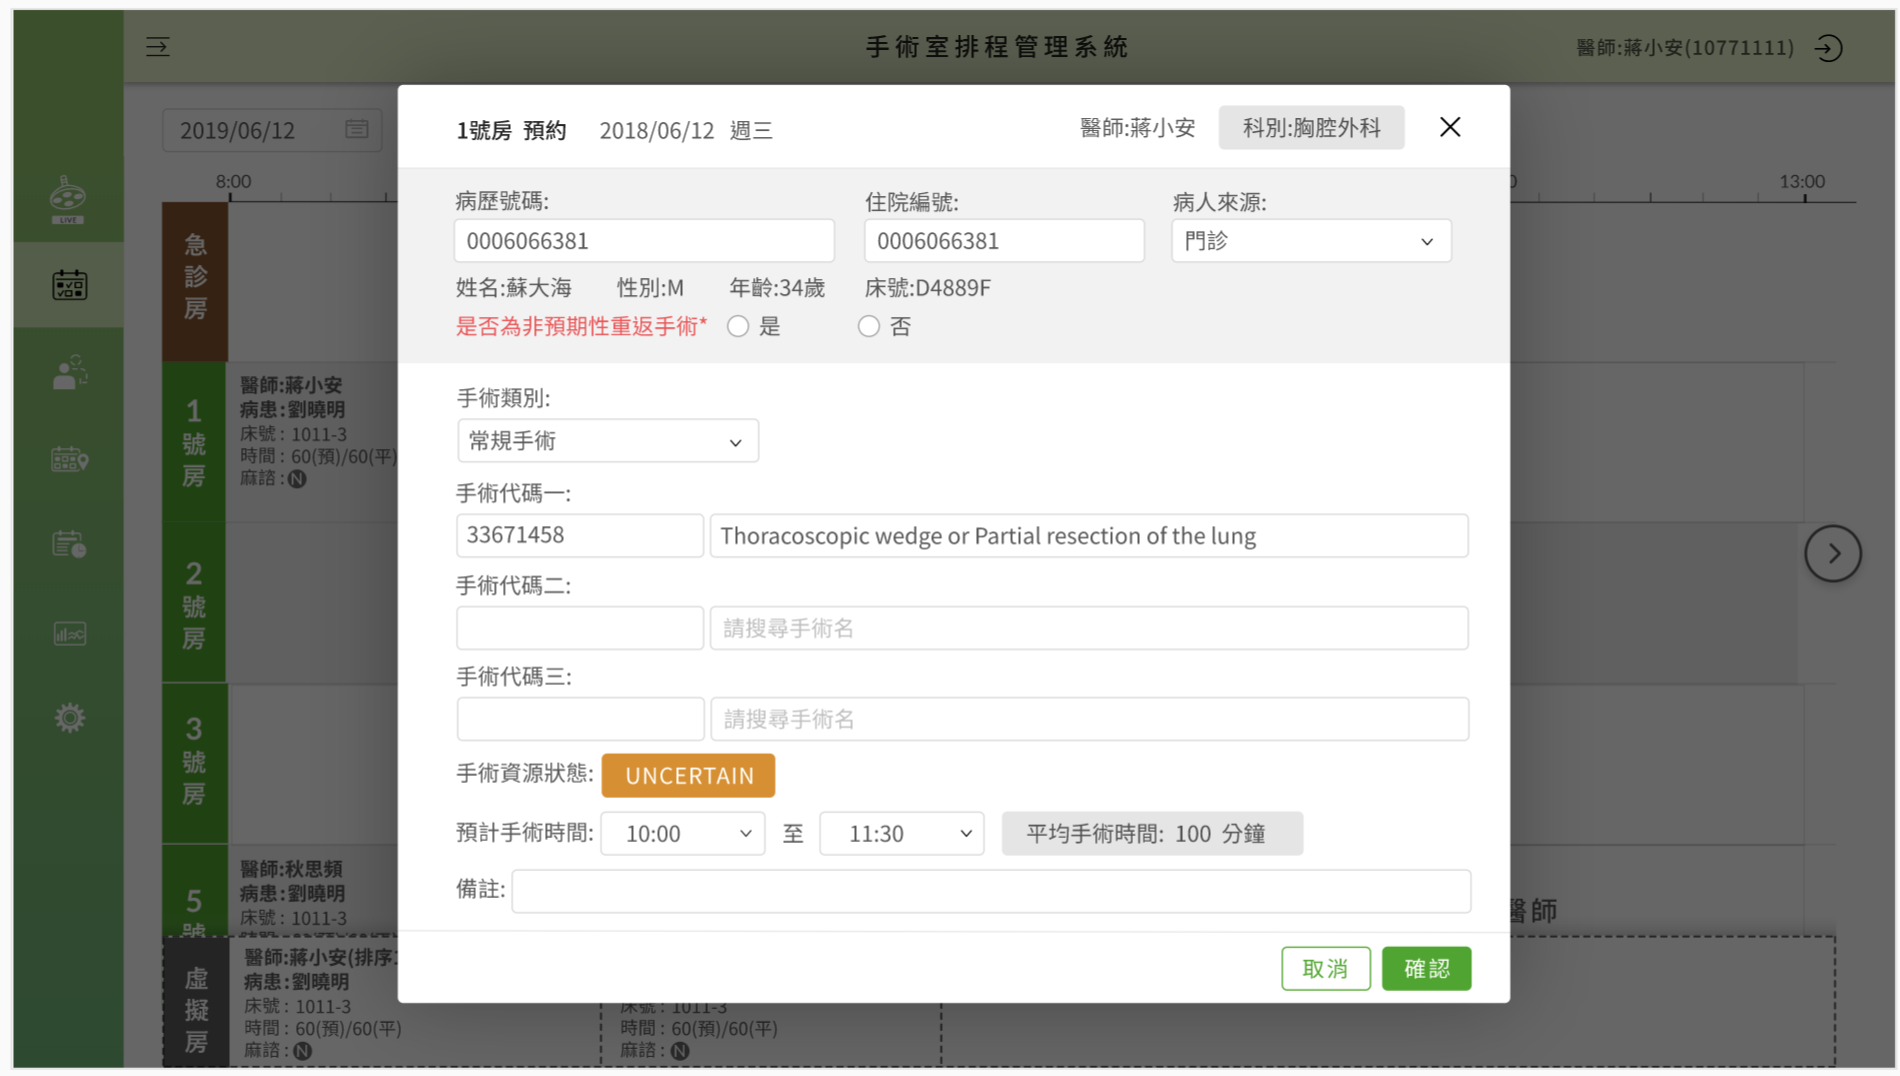 手術室排程管理系統
醫師:蔣小安(10771111)
2019/06/12
8:00
13:00
1號房 預約 2018/06/12 週三
醫師:蔣小安
科別:胸腔外科
病歷號碼:
住院編號:
病人來源:
0006066381
0006066381
門診
姓名:蘇大海 性別:M 年齡:34歲 床號:D4889F
是否為非預期性重返手術* 是 否
手術類別:
常規手術
手術代碼一:
33671458
Thoracoscopic wedge or Partial resection of the lung
手術代碼二:
請搜尋手術名
手術代碼三:
請搜尋手術名
手術資源狀態: UNCERTAIN
預計手術時間: 10:00 至 11:30 平均手術時間: 100 分鐘
備註:
取消
確認
LIVE
急診房
1號房
醫師:蔣小安
病患:劉曉明
床號 : 1011-3
時間 : 60(預)/60(平)
麻諮 : N
2號房
3號房
5號
醫師:秋思頻
病患:劉曉明
床號 : 1011-3
醫師
虛擬房
醫師:蔣小安(排序
病患:劉曉明
床號 : 1011-3
時間 : 60(預)/60(平)
麻諮 : N
床號 : 1011-3
時間 : 60(預)/60(平)
麻諮 : N